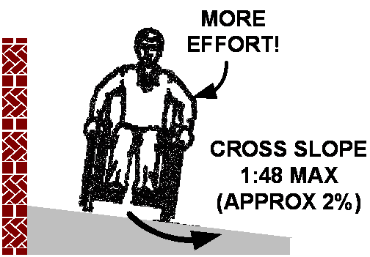 MORE
EFFORT!
CROSS SLOPE
1:48 MAX
(APPROX 2%)